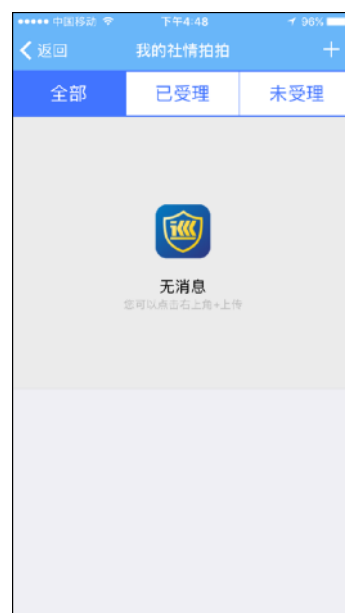 中国移动 下午4:48 96%
返回 我的社情拍拍 +
全部 已受理 未受理
无消息
您可以点击右上角+上传